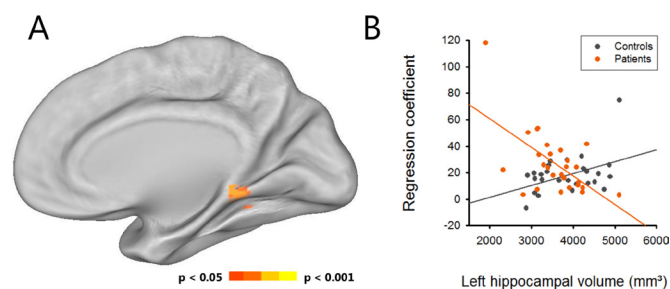 A
B
p < 0.05
p < 0.001
Regression coefficient
120
100
80
60
40
20
0
-20
Controls
Patients
2000 3000 4000 5000 6000
Left hippocampal volume (mm³)